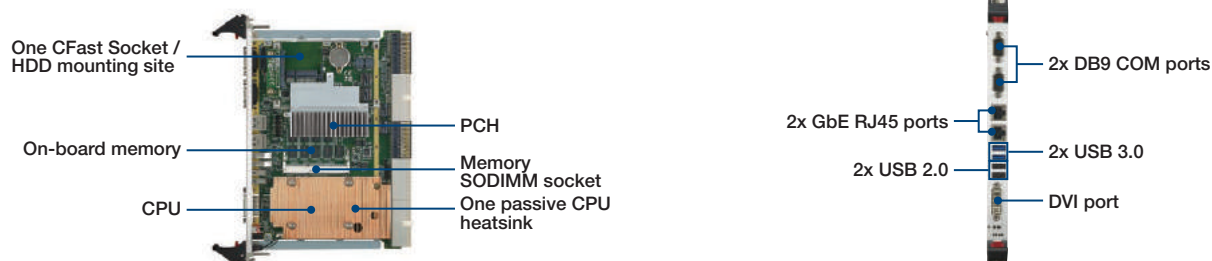 One CFast Socket /
HDD mounting site
On-board memory
CPU
PCH
Memory
SODIMM socket
One passive CPU
heatsink
2x DB9 COM ports
2x GbE RJ45 ports
2x USB 3.0
2x USB 2.0
DVI port